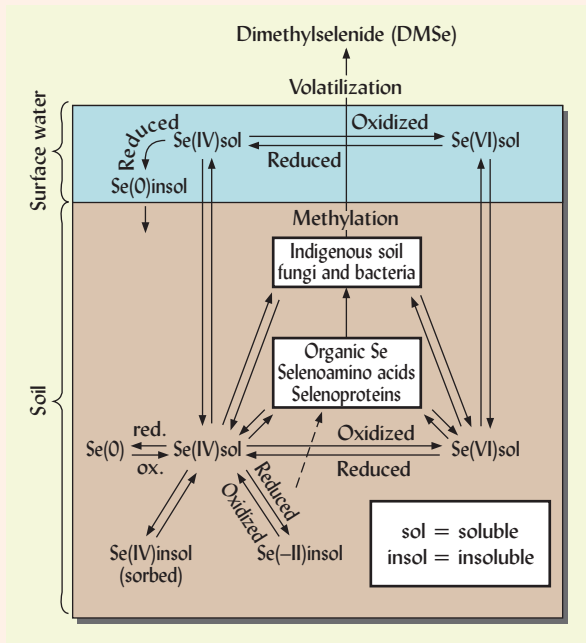 Dimethylselenide (DMSe)
Volatilization
Surface water
Reduced
Se(IV)sol
Oxidized
Reduced
Se(VI)sol
Se(0)insol
Methylation
Indigenous soil
fungi and bacteria
Organic Se
Selenoamino acids
Selenoproteins
Soil
Se(0)
red.
ox.
Se(IV)sol
Oxidized
Reduced
Se(VI)sol
Reduced
Oxidized
Se(IV)insol
(sorbed)
Se(−II)insol
sol = soluble
insol = insoluble